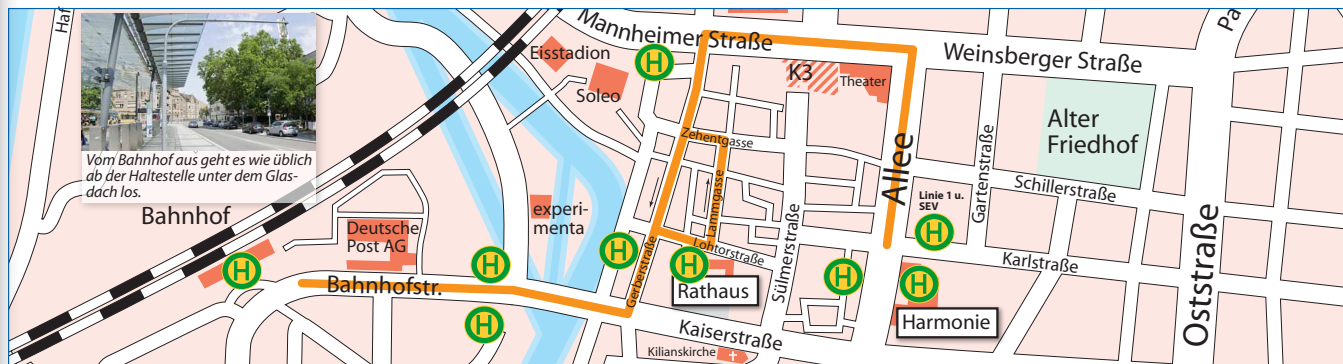 Haf
Vom Bahnhof aus geht es wie üblich
ab der Haltestelle unter dem Glas-
dach los.
Bahnhof
H
Deutsche
Post AG
Bahnhofstr.
H
H
Eisstadion
Soleo
experi-
menta
H
Mannheimer Straße
H
Zehentgasse
Lammgasse
Lohtorstraße
Gerberstraße
H
Rathaus
Kaiserstraße
Kilianskirche
Sülmerstraße
K3
Theater
H
Allee
Linie 1 u.
SEV
H
H
Harmonie
Weinsberger Straße
Gartenstraße
Alter
Friedhof
Schillerstraße
Karlstraße
Oststraße
Pa